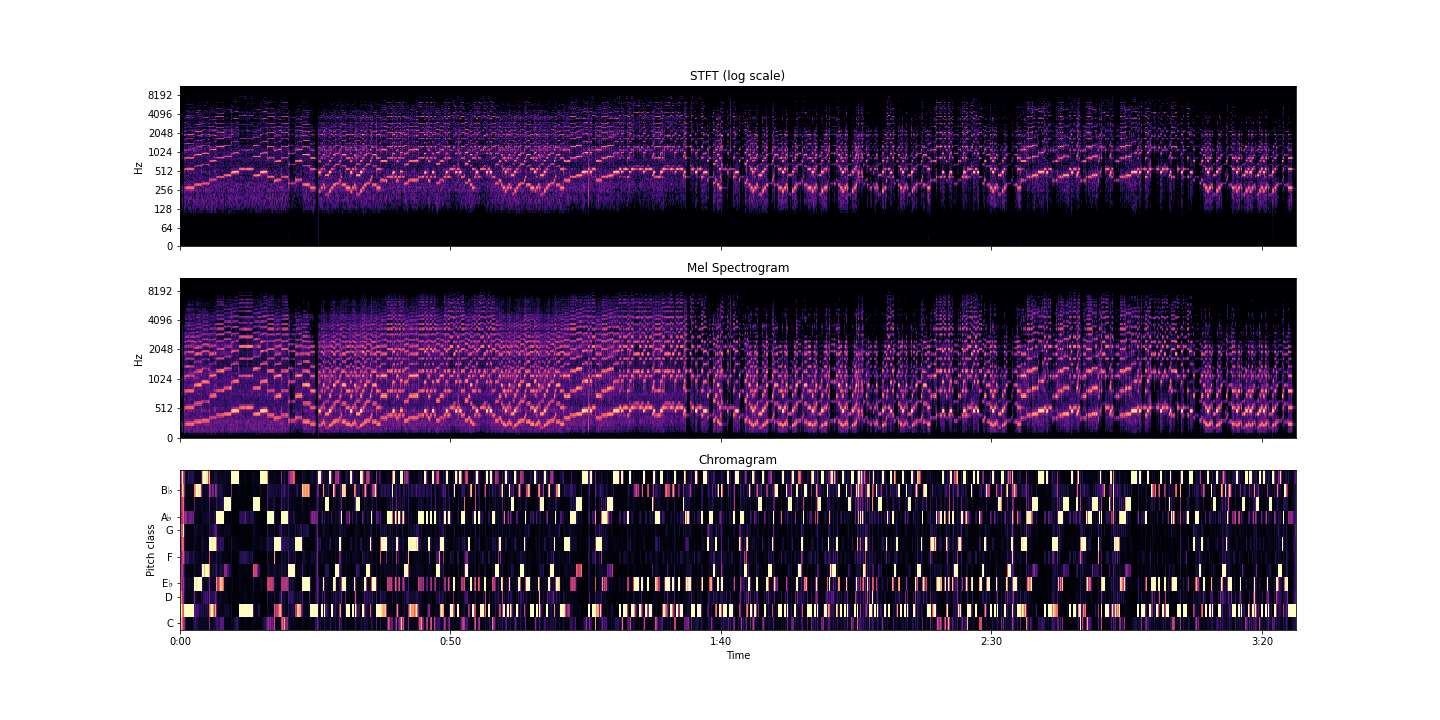 STFT (log scale)
8192
4096
2048
1024
512
256
128
64
0
Hz
Mel Spectrogram
8192
4096
2048
1024
512
0
Hz
Chromagram
B♭
A♭
G
F
E♭
D
C
Pitch class
0:00
0:50
1:40
2:30
3:20
Time